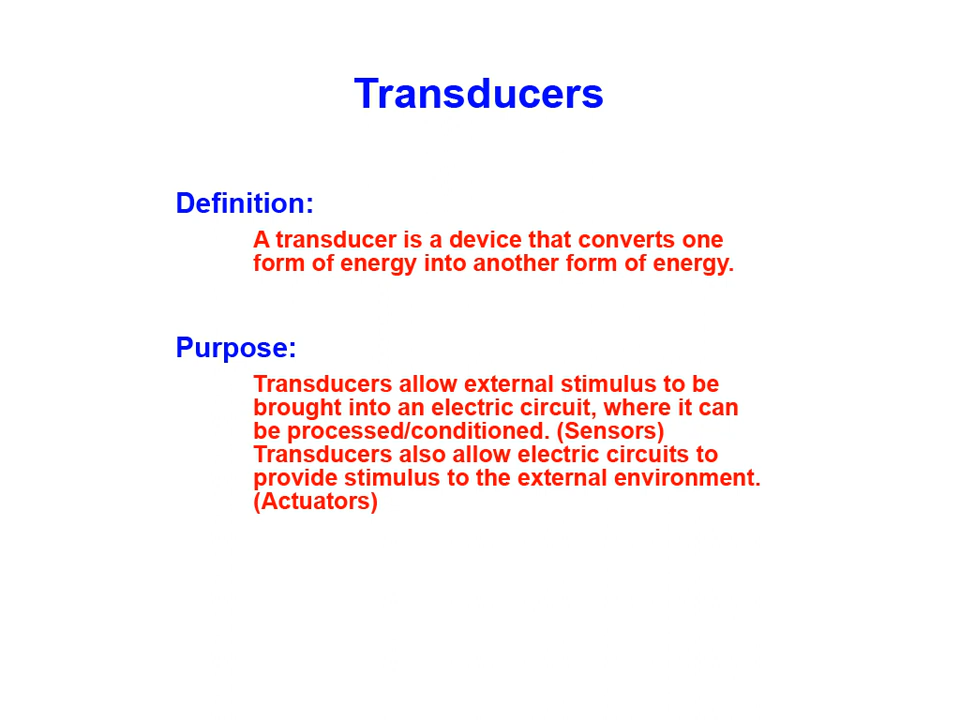 Transducers
Definition:
A transducer is a device that converts one
form of energy into another form of energy.
Purpose:
Transducers allow external stimulus to be
brought into an electric circuit, where it can
be processed/conditioned. (Sensors)
Transducers also allow electric circuits to
provide stimulus to the external environment.
(Actuators)